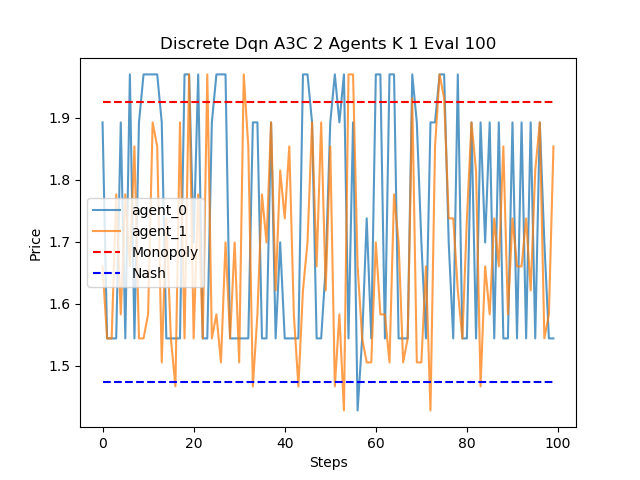 Discrete Dqn A3C 2 Agents K 1 Eval 100
Price
1.9
1.8
1.7
1.6
1.5
agent_0
agent_1
Monopoly
Nash
0
20
40
60
80
100
Steps